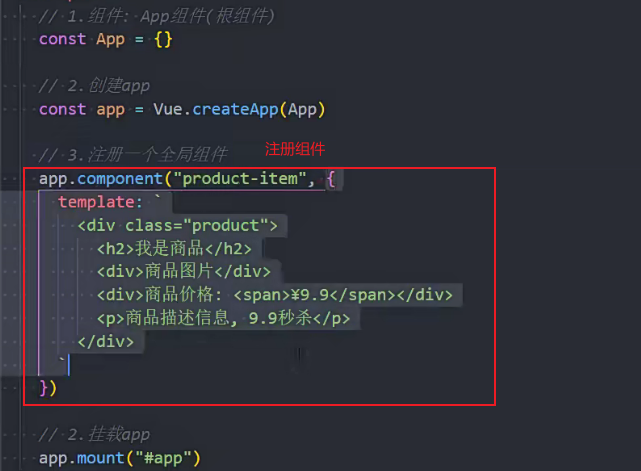 // 1.组件: App组件(根组件)
const App = {}
// 2.创建app
const app = Vue.createApp(App)
// 3.注册一个全局组件
注册组件
app.component("product-item", {
template: `
<div class="product">
<h2>我是商品</h2>
<div>商品图片</div>
<div>商品价格: <span>¥9.9</span></div>
<p>商品描述信息, 9.9秒杀</p>
</div>
`
})
// 2.挂载app
app.mount("#app")